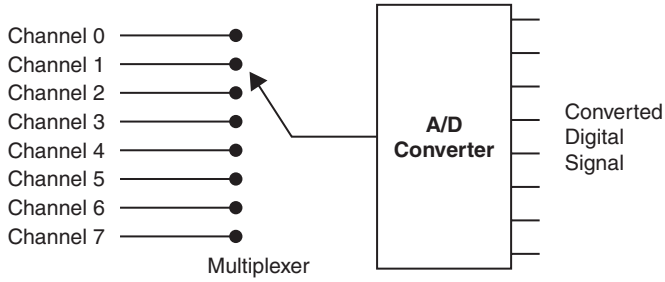 Channel 0
Channel 1
Channel 2
Channel 3
Channel 4
Channel 5
Channel 6
Channel 7
Multiplexer
A/D
Converter
Converted
Digital
Signal